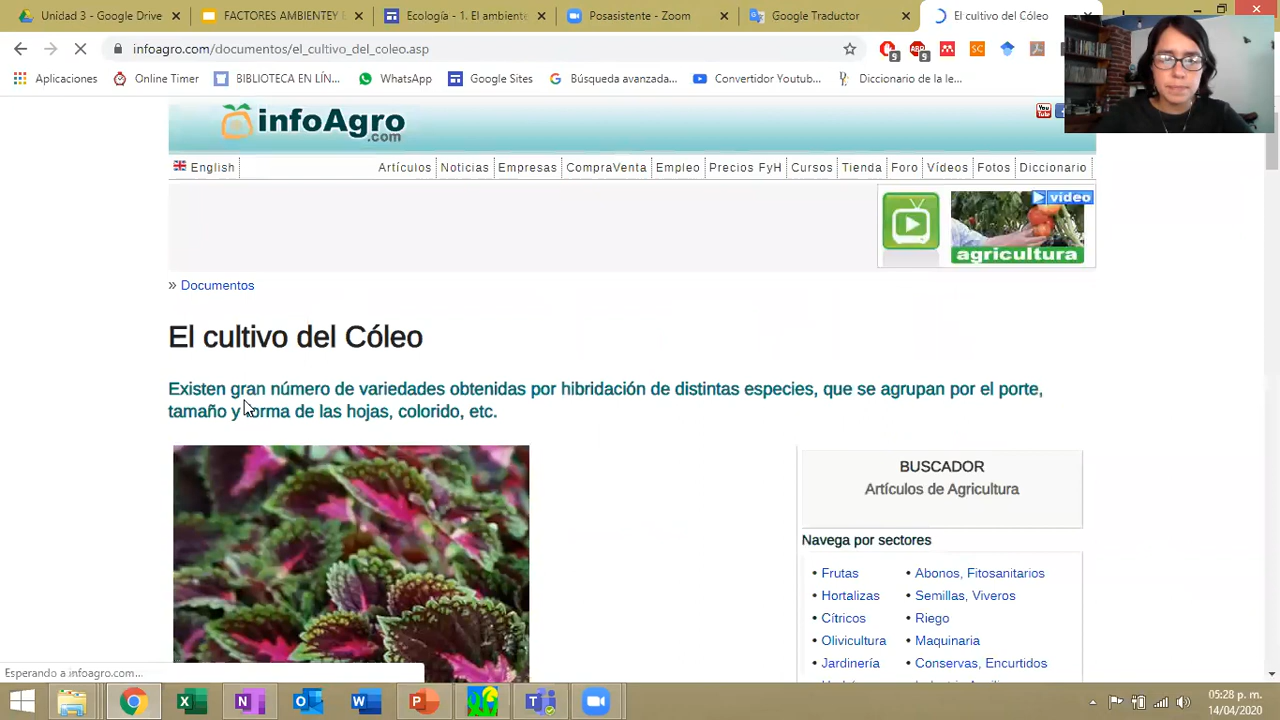 Unidad 3 - Google Drive
FACTORES AMBIENTEY
Ecología - 1. El ambiente
Posasistente - Zoom
Google Traductor
El cultivo del Cóleo
infoagro.com/documentos/el_cultivo_del_coleo.asp
9
ABP
9
SC
Aplicaciones
Online Timer
BIBLIOTECA EN LÍN...
WhatsApp
Google Sites
Búsqueda avanzada...
Convertidor Youtub...
Diccionario de la le...
infoAgro
.com
You
Tube
English
Artículos
Noticias
Empresas
CompraVenta
Empleo
Precios FyH
Cursos
Tienda
Foro
Vídeos
Fotos
Diccionario
video
agricultura
» Documentos
El cultivo del Cóleo
Existen gran número de variedades obtenidas por hibridación de distintas especies, que se agrupan por el porte,
tamaño y forma de las hojas, colorido, etc.
BUSCADOR
Artículos de Agricultura
Navega por sectores
• Frutas
• Abonos, Fitosanitarios
• Hortalizas
• Semillas, Viveros
• Cítricos
• Riego
• Olivicultura
• Maquinaria
• Jardinería
• Conservas, Encurtidos
Esperando a infoagro.com...
05:28 p. m.
14/04/2020